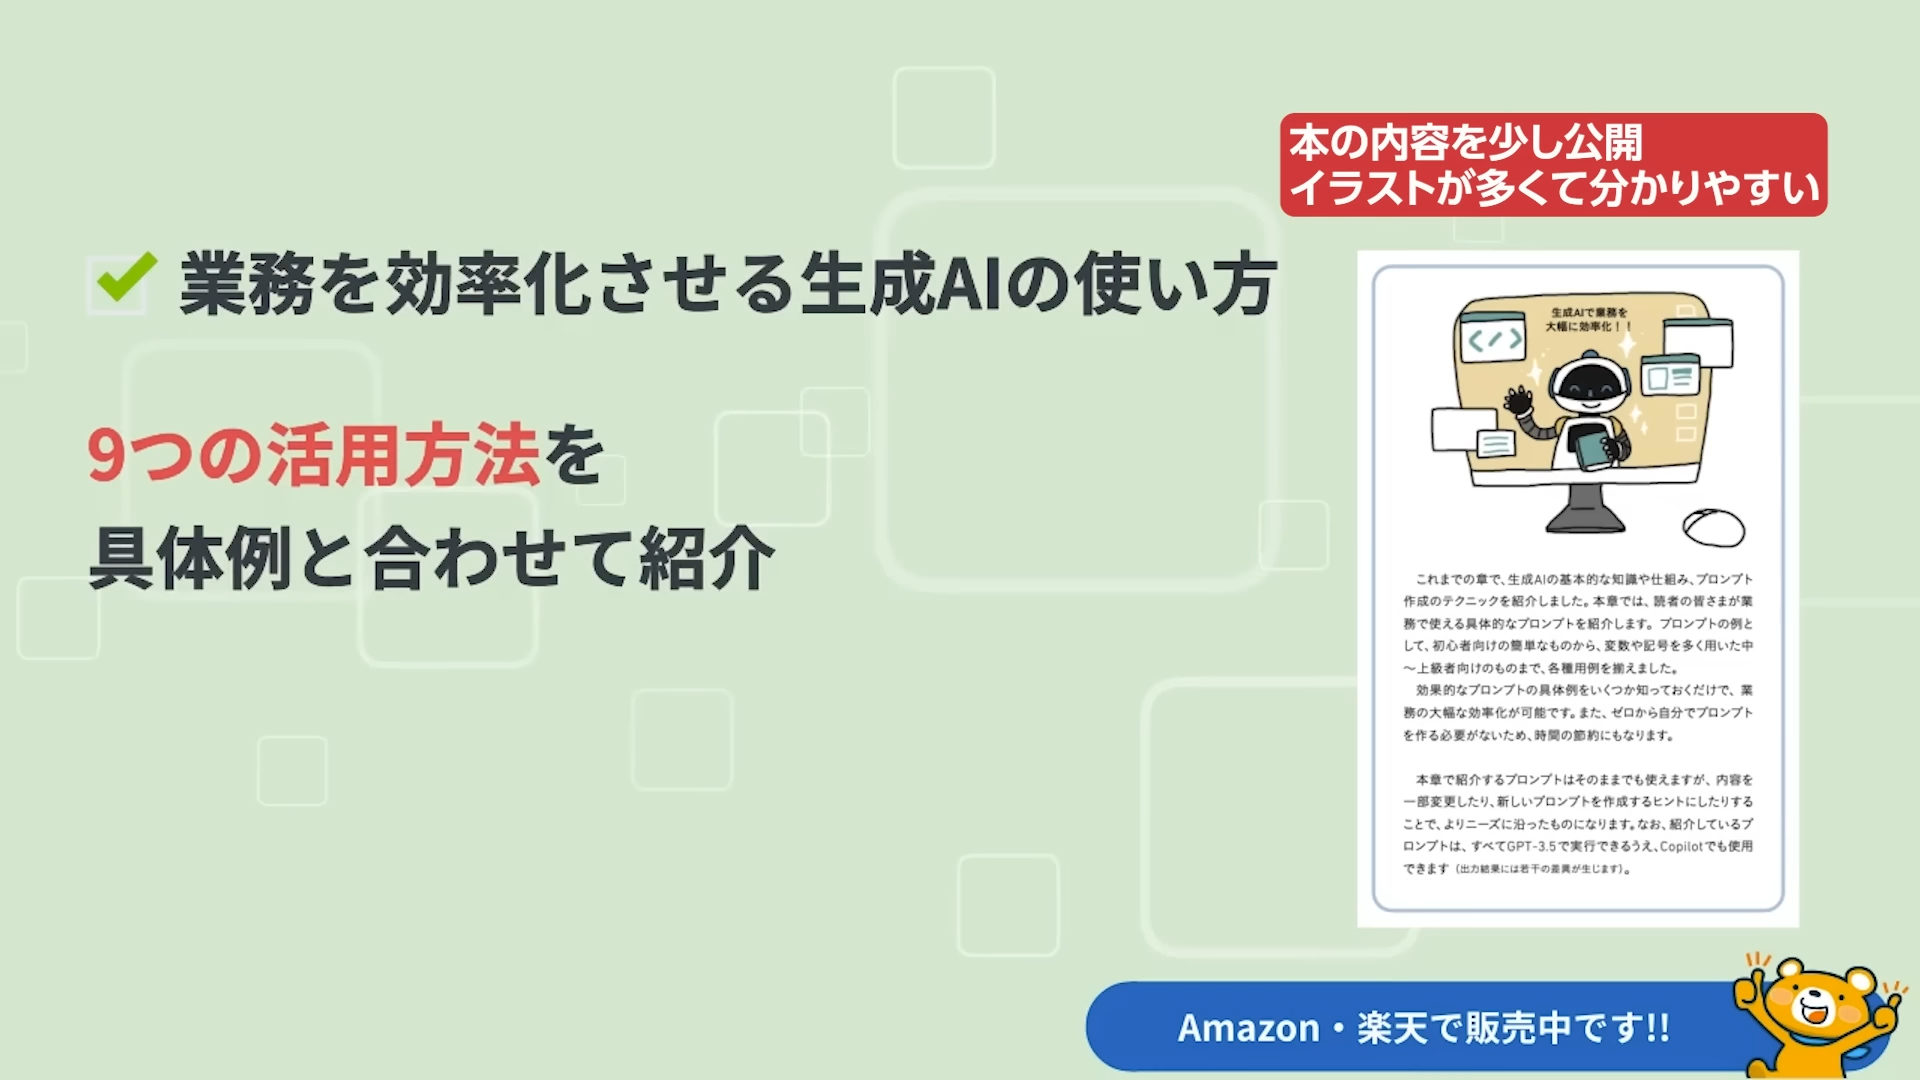 本の内容を少し公開
イラストが多くて分かりやすい
業務を効率化させる生成AIの使い方
9つの活用方法を
具体例と合わせて紹介
生成AIで業務を
大幅に効率化！！
これまでの章で、生成AIの基本的な知識や仕組み、プロンプト
作成のテクニックを紹介しました。本章では、読者の皆さまが業
務で使える具体的なプロンプトを紹介します。プロンプトの例と
して、初心者向けの簡単なものから、変数や記号を多く用いた中
～上級者向けのものまで、各種用例を揃えました。
効果的なプロンプトの具体例をいくつか知っておくだけで、業
務の大幅な効率化が可能です。また、ゼロから自分でプロンプト
を作る必要がないため、時間の節約にもなります。
本章で紹介するプロンプトはそのままでも使えますが、内容を
一部変更したり、新しいプロンプトを作成するヒントにしたりする
ことで、よりニーズに沿ったものになります。なお、紹介しているプ
ロンプトは、すべてGPT-3.5で実行できるうえ、Copilotでも使用
できます（出力結果には若干の差異が生じます）。
Amazon・楽天で販売中です!!